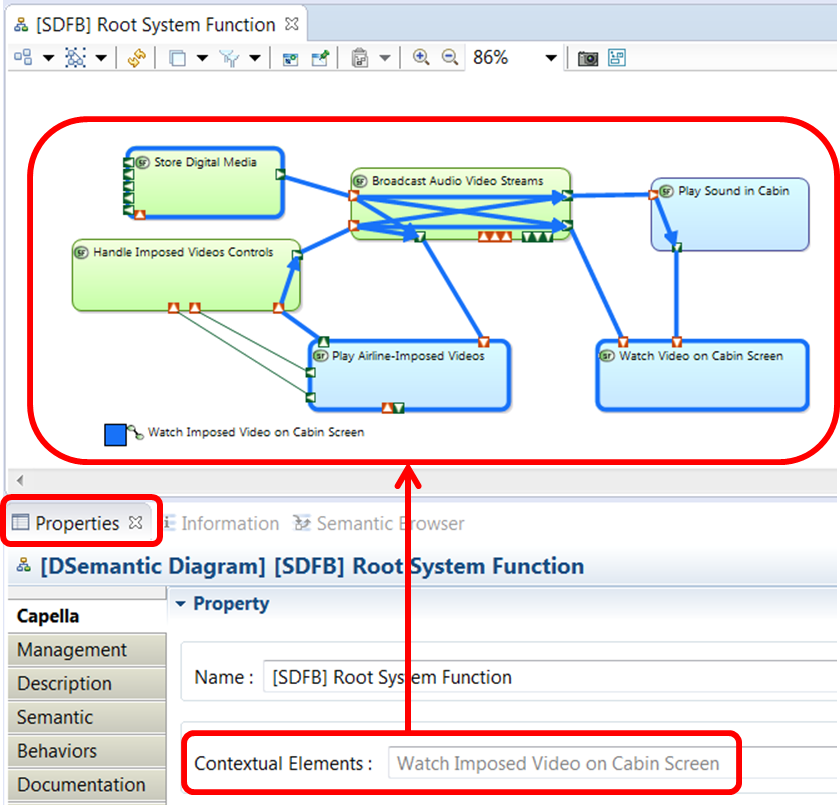 [SDFB] Root System Function
86%
SF Store Digital Media
SF Broadcast Audio Video Streams
SF Play Sound in Cabin
SF Handle Imposed Videos Controls
SF Play Airline-Imposed Videos
SF Watch Video on Cabin Screen
Watch Imposed Video on Cabin Screen
Properties Information Semantic Browser
[DSemantic Diagram] [SDFB] Root System Function
Property
Capella
Management
Description
Semantic
Behaviors
Documentation
Name : [SDFB] Root System Function
Contextual Elements : Watch Imposed Video on Cabin Screen